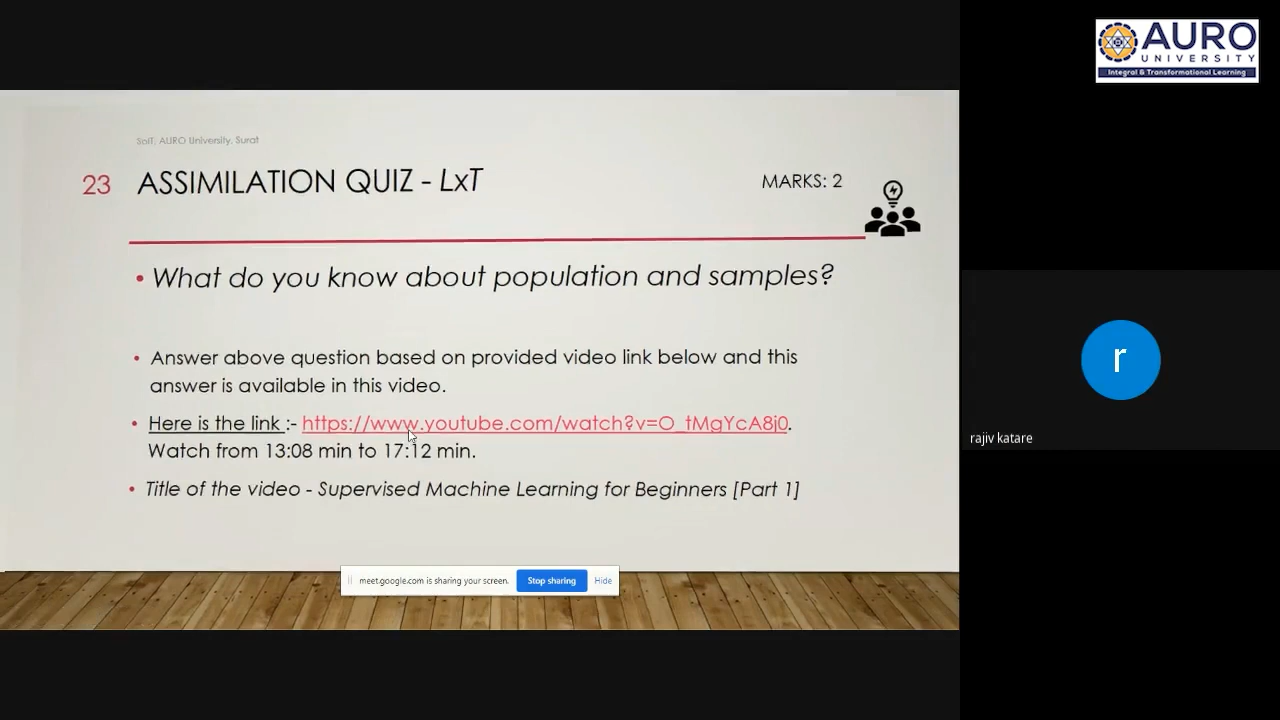 AURO
UNIVERSITY
Integral & Transformational Learning
SoIT, AURO University, Surat
23
ASSIMILATION QUIZ - LxT
MARKS: 2
• What do you know about population and samples?
• Answer above question based on provided video link below and this
answer is available in this video.
• Here is the link :- https://www.youtube.com/watch?v=O_tMgYcA8j0.
Watch from 13:08 min to 17:12 min.
• Title of the video - Supervised Machine Learning for Beginners [Part 1]
meet.google.com is sharing your screen.
Stop sharing
Hide
r
rajiv katare